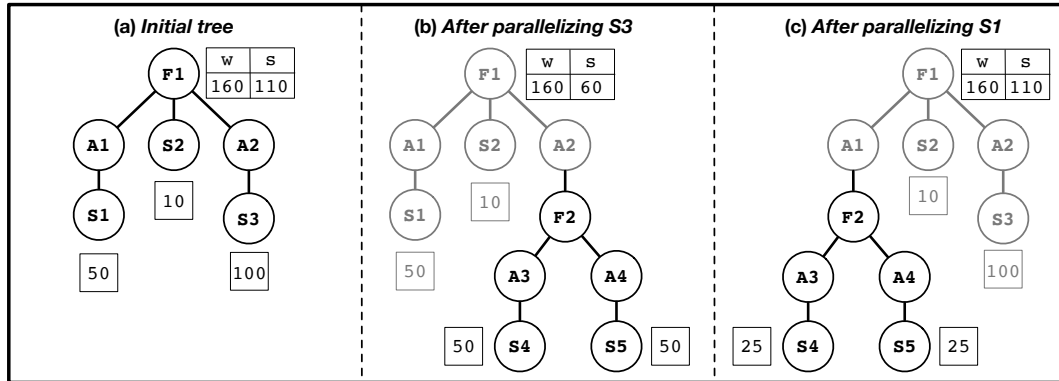 (a) Initial tree
F1
W S
160 110
A1 S2 A2
10
S1 S3
50 100
(b) After parallelizing S3
F1
W S
160 60
A1 S2 A2
10
S1 F2
50
A3 A4
50 S4 S5 50
(c) After parallelizing S1
F1
W S
160 110
A1 S2 A2
10
F2 S3
100
A3 A4
25 S4 S5 25